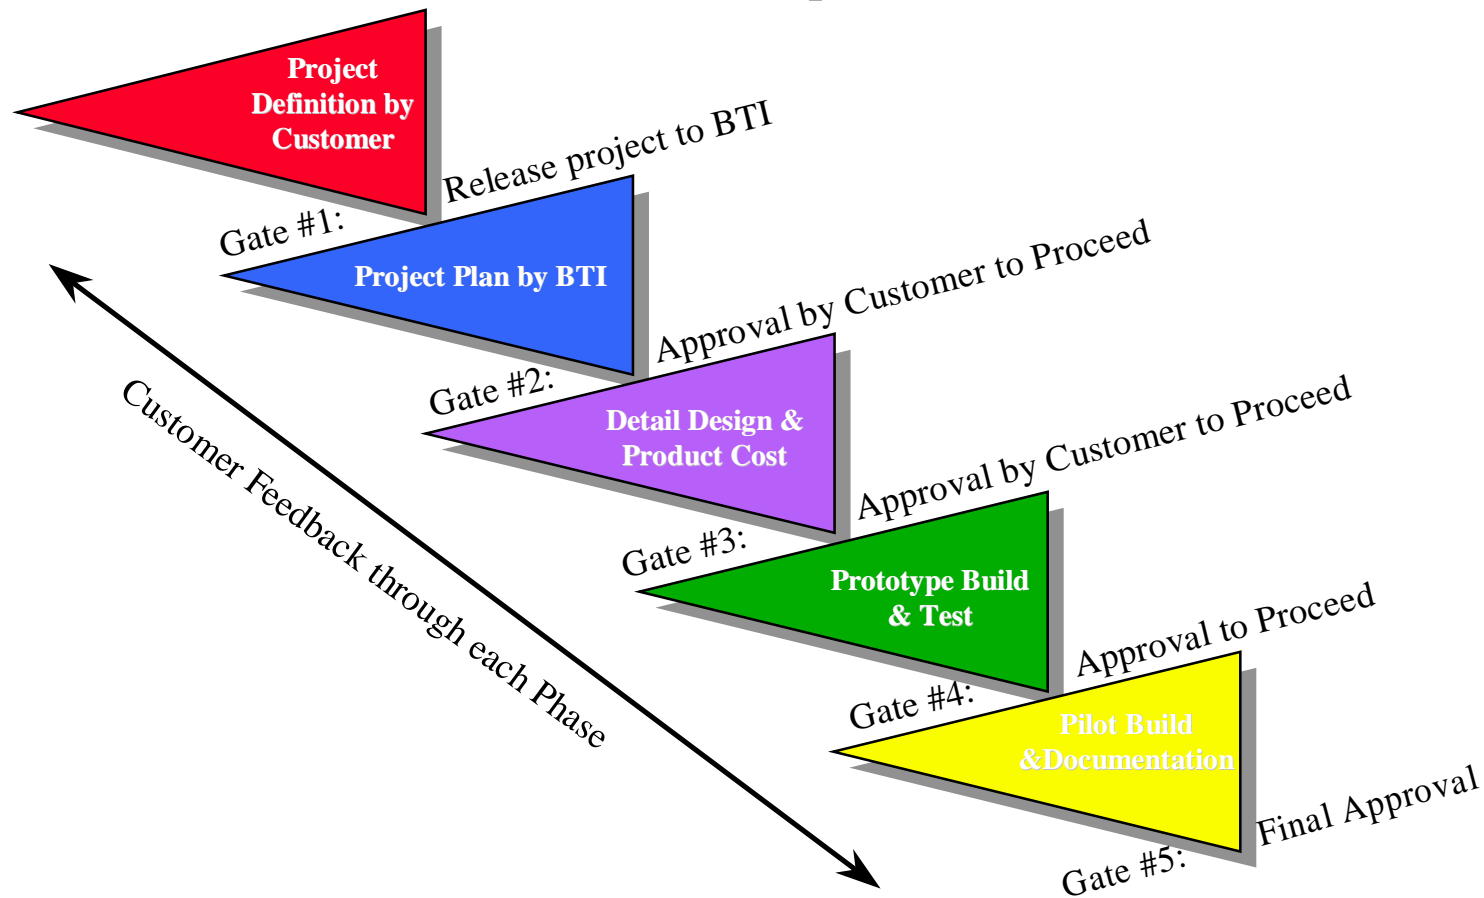 Project
Definition by
Customer
Gate #1:
Release project to BTI
Project Plan by BTI
Gate #2:
Approval by Customer to Proceed
Detail Design &
Product Cost
Gate #3:
Approval by Customer to Proceed
Prototype Build
& Test
Gate #4:
Approval to Proceed
Pilot Build
&Documentation
Gate #5:
Final Approval
Customer Feedback through each Phase